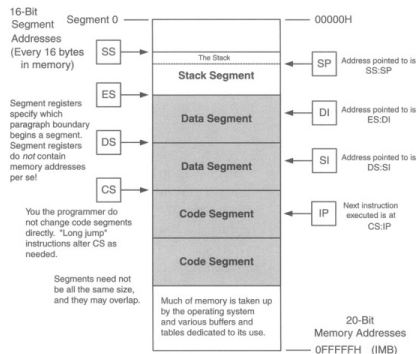 16-Bit
Segment
Addresses
(Every 16 bytes
in memory)
Segment 0
00000H
SS
The Stack
Stack Segment
SP
Address pointed to is
SS:SP
ES
Segment registers
specify which
paragraph boundary
begins a segment.
Segment registers
do not contain
memory addresses
per se!
Data Segment
DI
Address pointed to is
ES:DI
DS
Data Segment
SI
Address pointed to is
DS:SI
CS
You the programmer do
not change code segments
directly. "Long jump"
instructions alter CS as
needed.
Code Segment
IP
Next instruction
executed is at
CS:IP
Code Segment
Segments need not
be all the same size,
and they may overlap.
Much of memory is taken up
by the operating system
and various buffers and
tables dedicated to its use.
20-Bit
Memory Addresses
0FFFFFH (IMB)